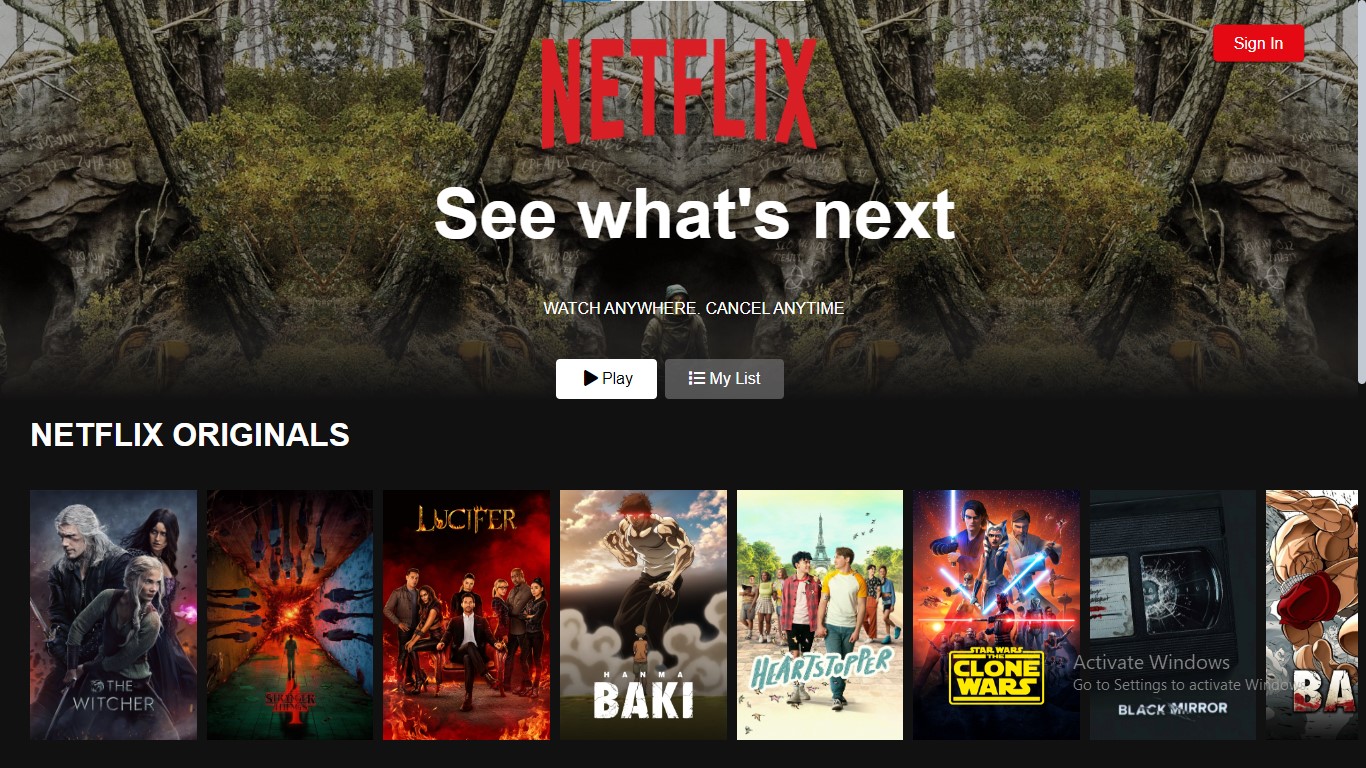 NETFLIX
Sign In
See what's next
WATCH ANYWHERE. CANCEL ANYTIME
Play
My List
NETFLIX ORIGINALS
THE
WITCHER
STRANGER
THINGS
4
LUCIFER
HANMA
BAKI
HEARTSTOPPER
STAR WARS
THE
CLONE
WARS
Activate Windows
Go to Settings to activate Windows
BLACK MIRROR
BA